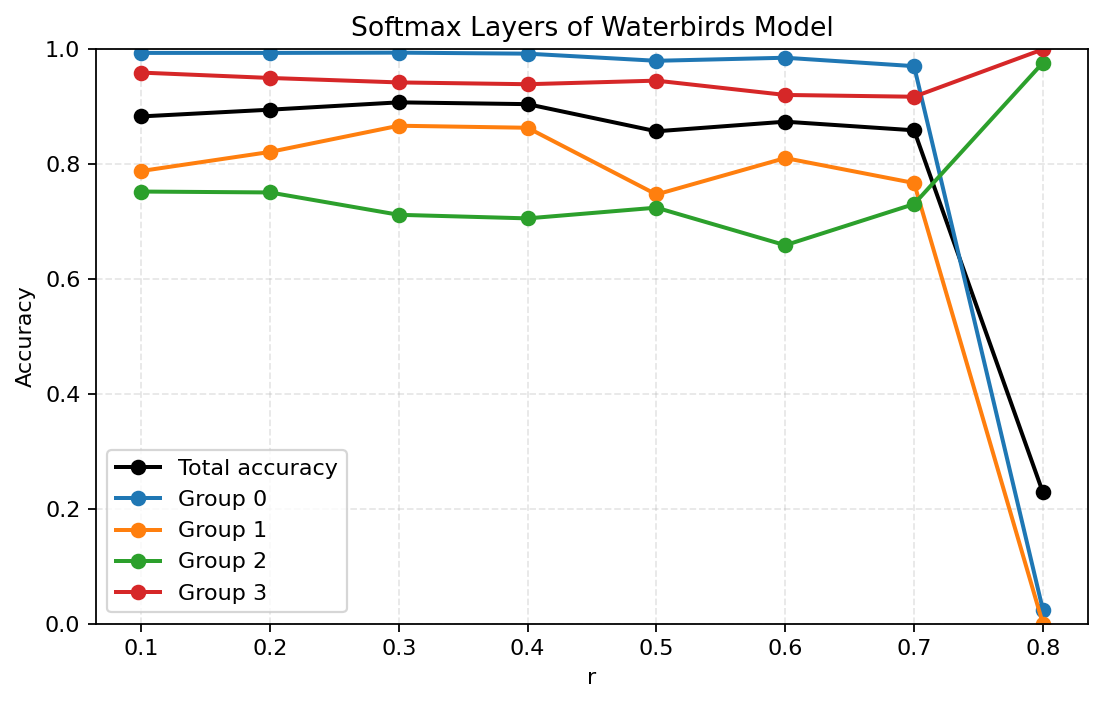 Softmax Layers of Waterbirds Model
1.0
0.8
0.6
0.4
0.2
0.0
Accuracy
Total accuracy
Group 0
Group 1
Group 2
Group 3
0.1 0.2 0.3 0.4 0.5 0.6 0.7 0.8
r